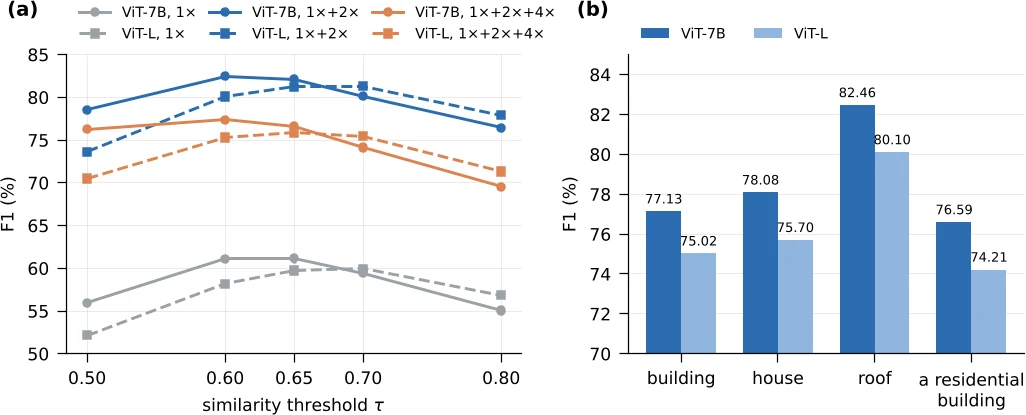 (a)
ViT-7B, 1× ViT-7B, 1×+2× ViT-7B, 1×+2×+4×
ViT-L, 1× ViT-L, 1×+2× ViT-L, 1×+2×+4×
85
80
75
70
65
60
55
50
F1 (%)
0.50 0.60 0.65 0.70 0.80
similarity threshold τ
(b)
ViT-7B ViT-L
84
82
80
78
76
74
72
70
F1 (%)
77.13
75.02
78.08
75.70
82.46
80.10
76.59
74.21
building house roof a residential
building